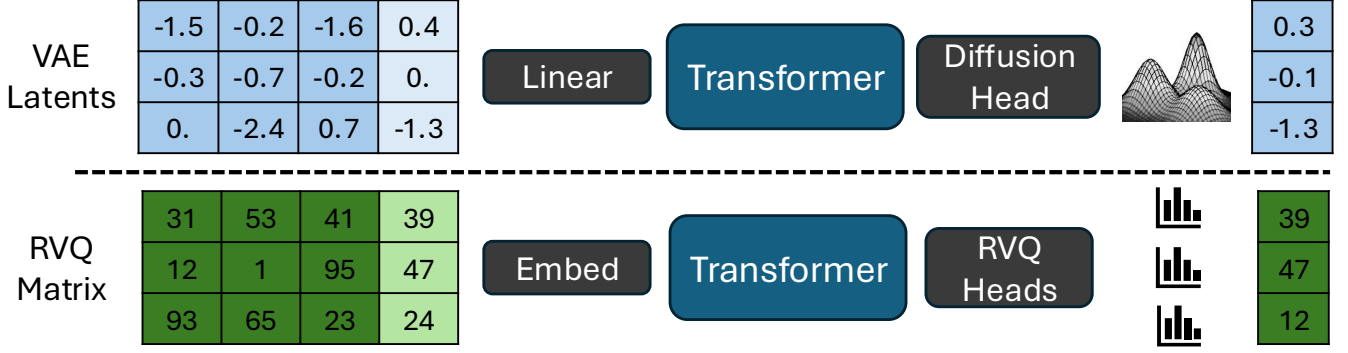 VAE
Latents
-1.5 -0.2 -1.6 0.4
-0.3 -0.7 -0.2 0.
0. -2.4 0.7 -1.3
Linear
Transformer
Diffusion
Head
0.3
-0.1
-1.3
RVQ
Matrix
31 53 41 39
12 1 95 47
93 65 23 24
Embed
Transformer
RVQ
Heads
39
47
12